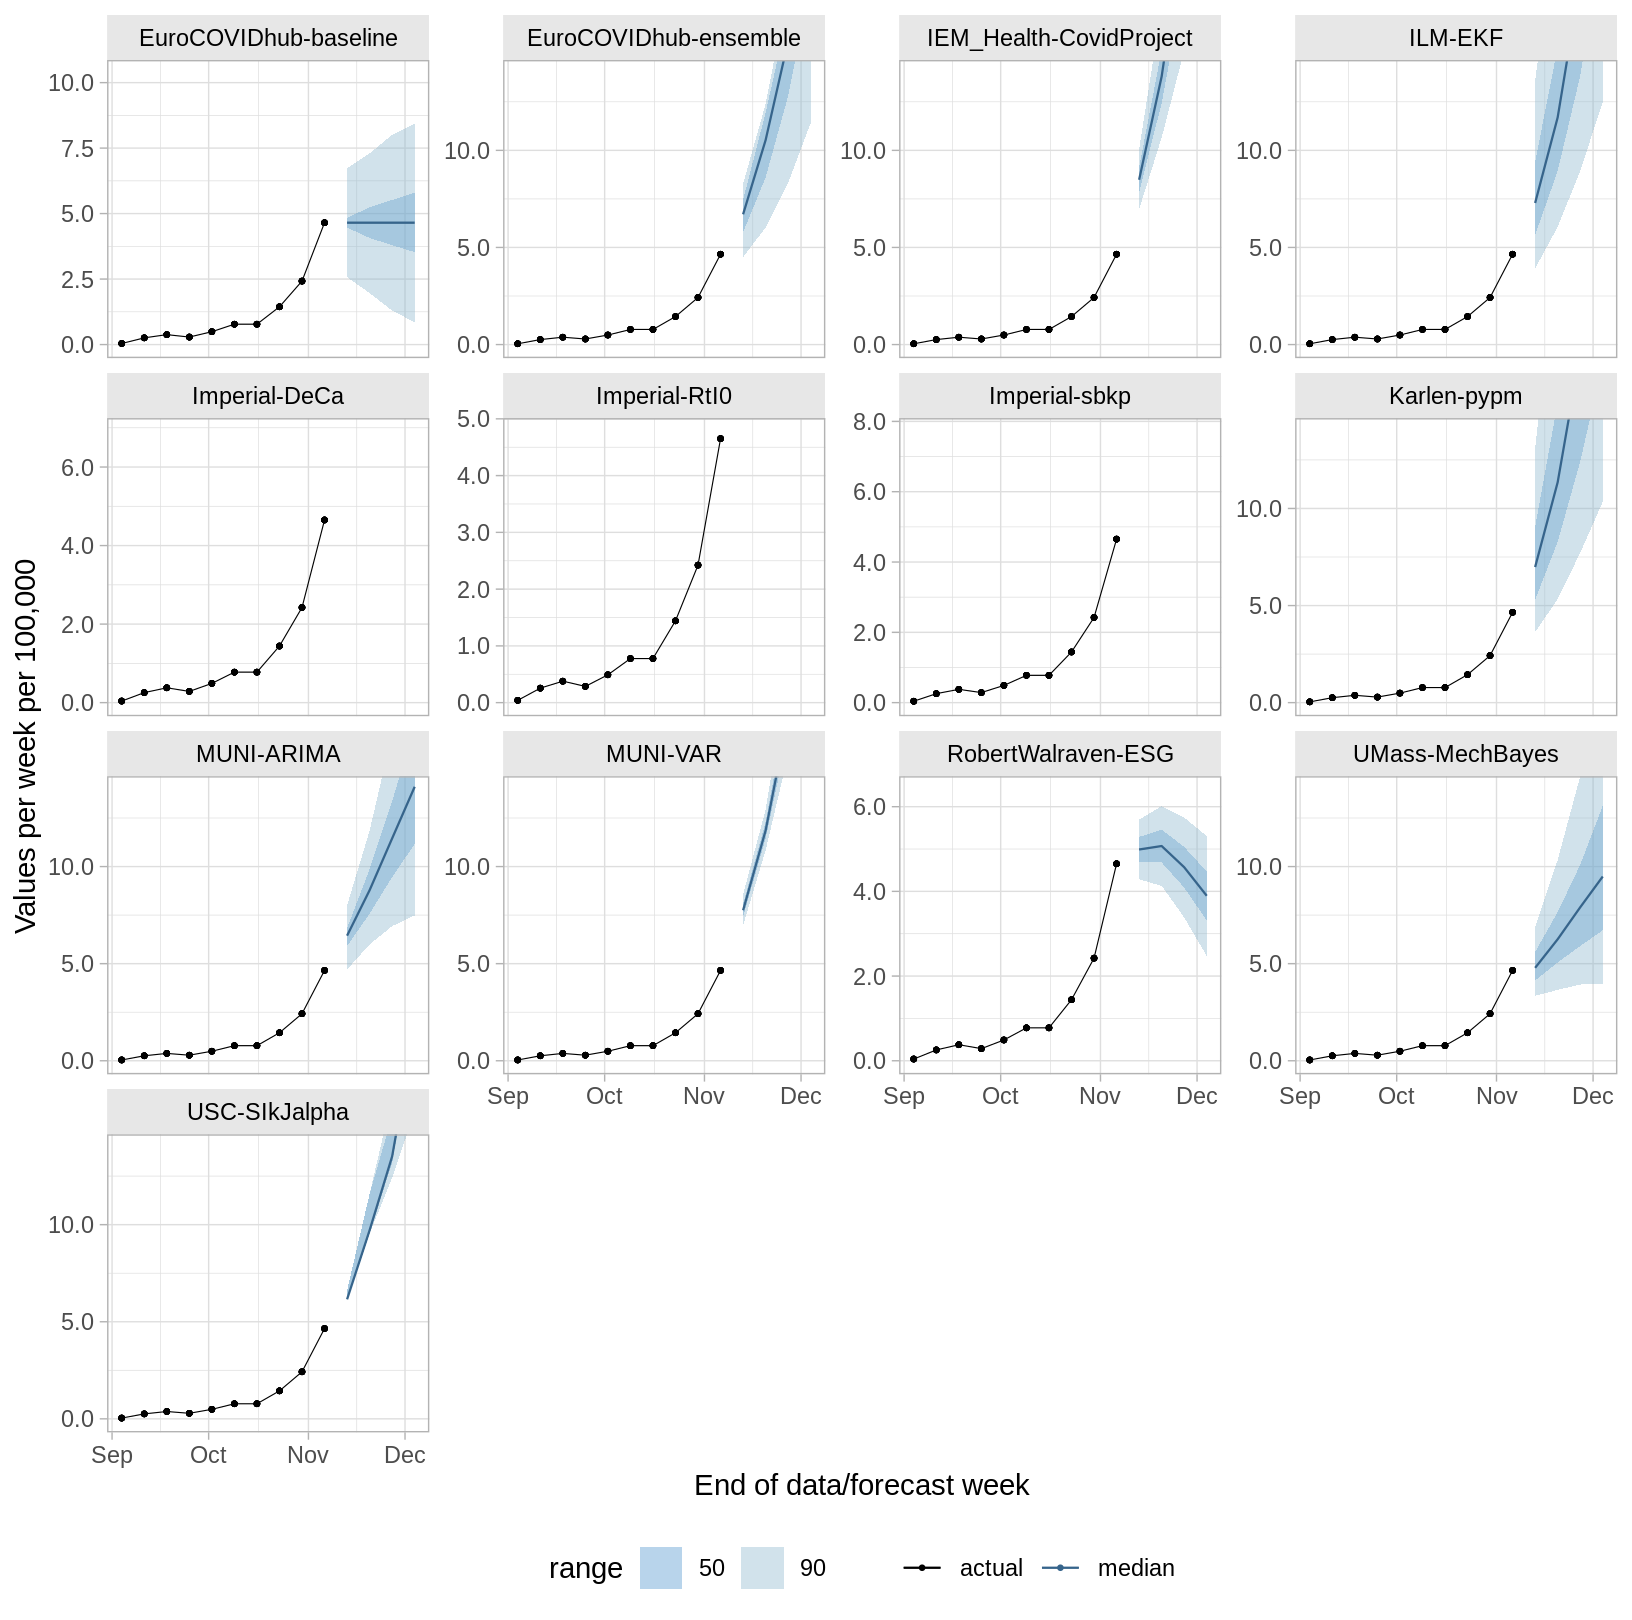 EuroCOVIDhub-baseline
EuroCOVIDhub-ensemble
IEM_Health-CovidProject
ILM-EKF
10.0
7.5
5.0
2.5
0.0
10.0
5.0
0.0
10.0
5.0
0.0
10.0
5.0
0.0
Imperial-DeCa
Imperial-RtI0
Imperial-sbkp
Karlen-pypm
6.0
4.0
2.0
0.0
5.0
4.0
3.0
2.0
1.0
0.0
8.0
6.0
4.0
2.0
0.0
10.0
5.0
0.0
Values per week per 100,000
MUNI-ARIMA
MUNI-VAR
RobertWalraven-ESG
UMass-MechBayes
10.0
5.0
0.0
10.0
5.0
0.0
6.0
4.0
2.0
0.0
10.0
5.0
0.0
Sep Oct Nov Dec
Sep Oct Nov Dec
Sep Oct Nov Dec
USC-SIkJalpha
10.0
5.0
0.0
Sep Oct Nov Dec
End of data/forecast week
range 50 90 actual median